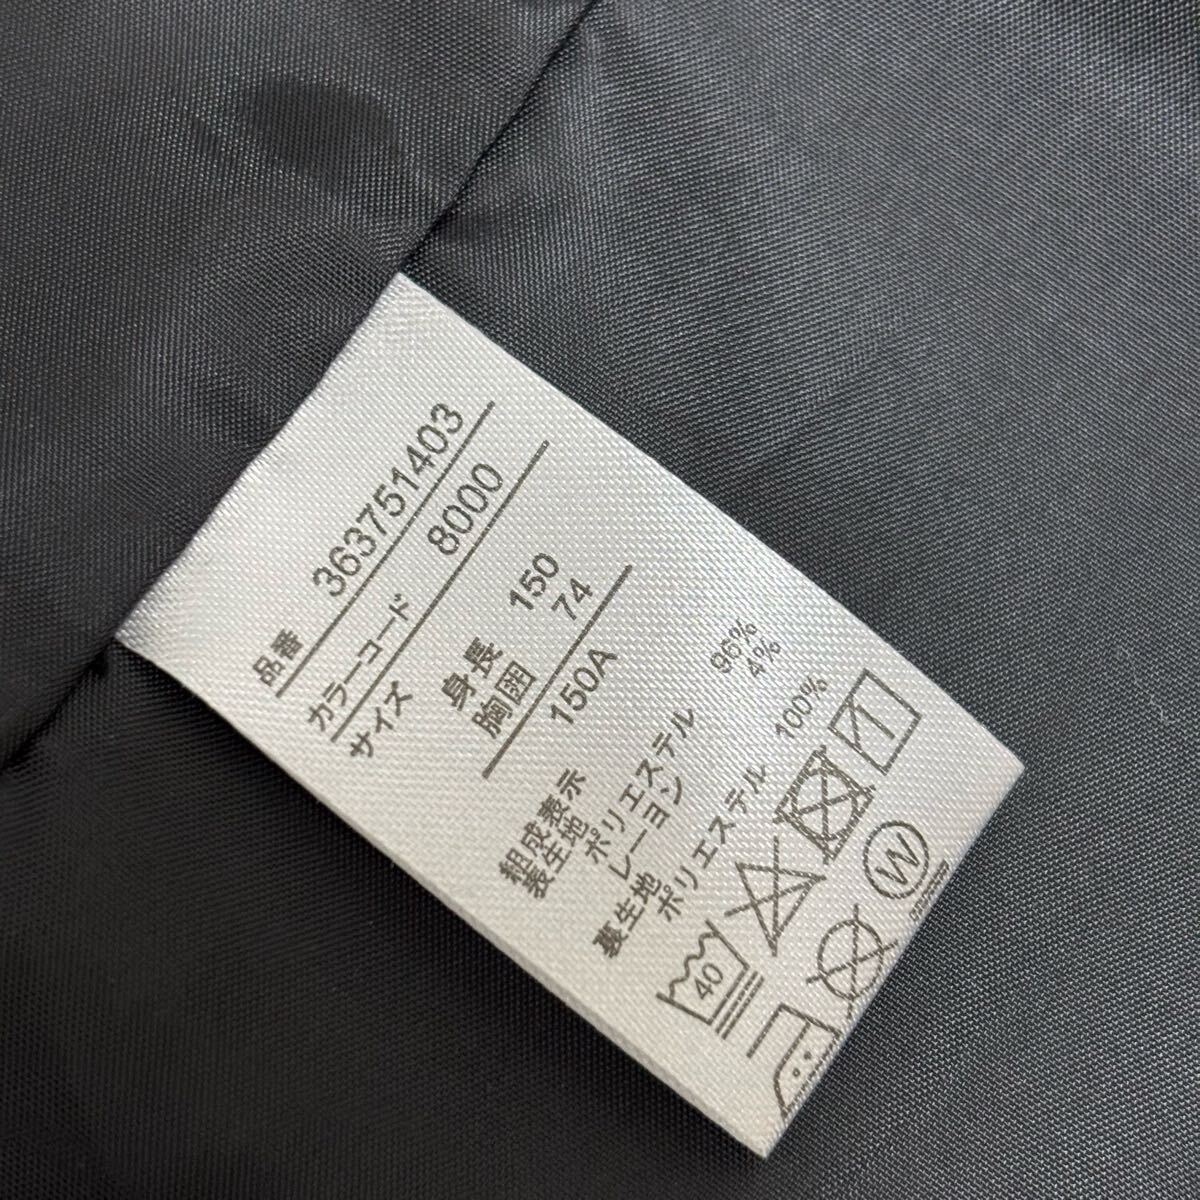 品番 363751403
カラーコード 8000
サイズ
身長 150
胸囲 74
150A
組成表示
表生地
ポリエステル 96%
レーヨン 4%
裏生地
ポリエステル 100%
40
W